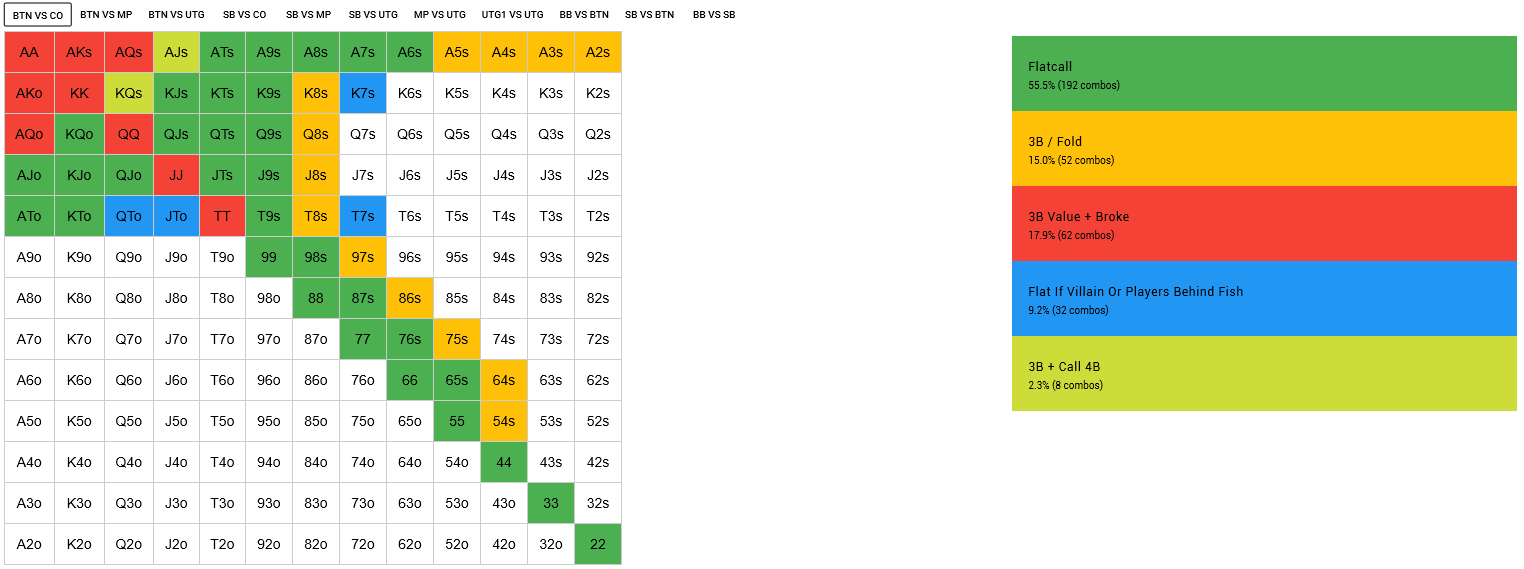 BTN VS CO BTN VS MP BTN VS UTG SB VS CO SB VS MP SB VS UTG MP VS UTG UTG1 VS UTG BB VS BTN SB VS BTN BB VS SB
AA AKs AQs AJs ATs A9s A8s A7s A6s A5s A4s A3s A2s
AKo KK KQs KJs KTs K9s K8s K7s K6s K5s K4s K3s K2s
AQo KQo QQ QJs QTs Q9s Q8s Q7s Q6s Q5s Q4s Q3s Q2s
AJo KJo QJo JJ JTs J9s J8s J7s J6s J5s J4s J3s J2s
ATo KTo QTo JTo TT T9s T8s T7s T6s T5s T4s T3s T2s
A9o K9o Q9o J9o T9o 99 98s 97s 96s 95s 94s 93s 92s
A8o K8o Q8o J8o T8o 98o 88 87s 86s 85s 84s 83s 82s
A7o K7o Q7o J7o T7o 97o 87o 77 76s 75s 74s 73s 72s
A6o K6o Q6o J6o T6o 96o 86o 76o 66 65s 64s 63s 62s
A5o K5o Q5o J5o T5o 95o 85o 75o 65o 55 54s 53s 52s
A4o K4o Q4o J4o T4o 94o 84o 74o 64o 54o 44 43s 42s
A3o K3o Q3o J3o T3o 93o 83o 73o 63o 53o 43o 33 32s
A2o K2o Q2o J2o T2o 92o 82o 72o 62o 52o 42o 32o 22
Flatcall
55.5% (192 combos)
3B / Fold
15.0% (52 combos)
3B Value + Broke
17.9% (62 combos)
Flat If Villain Or Players Behind Fish
9.2% (32 combos)
3B + Call 4B
2.3% (8 combos)